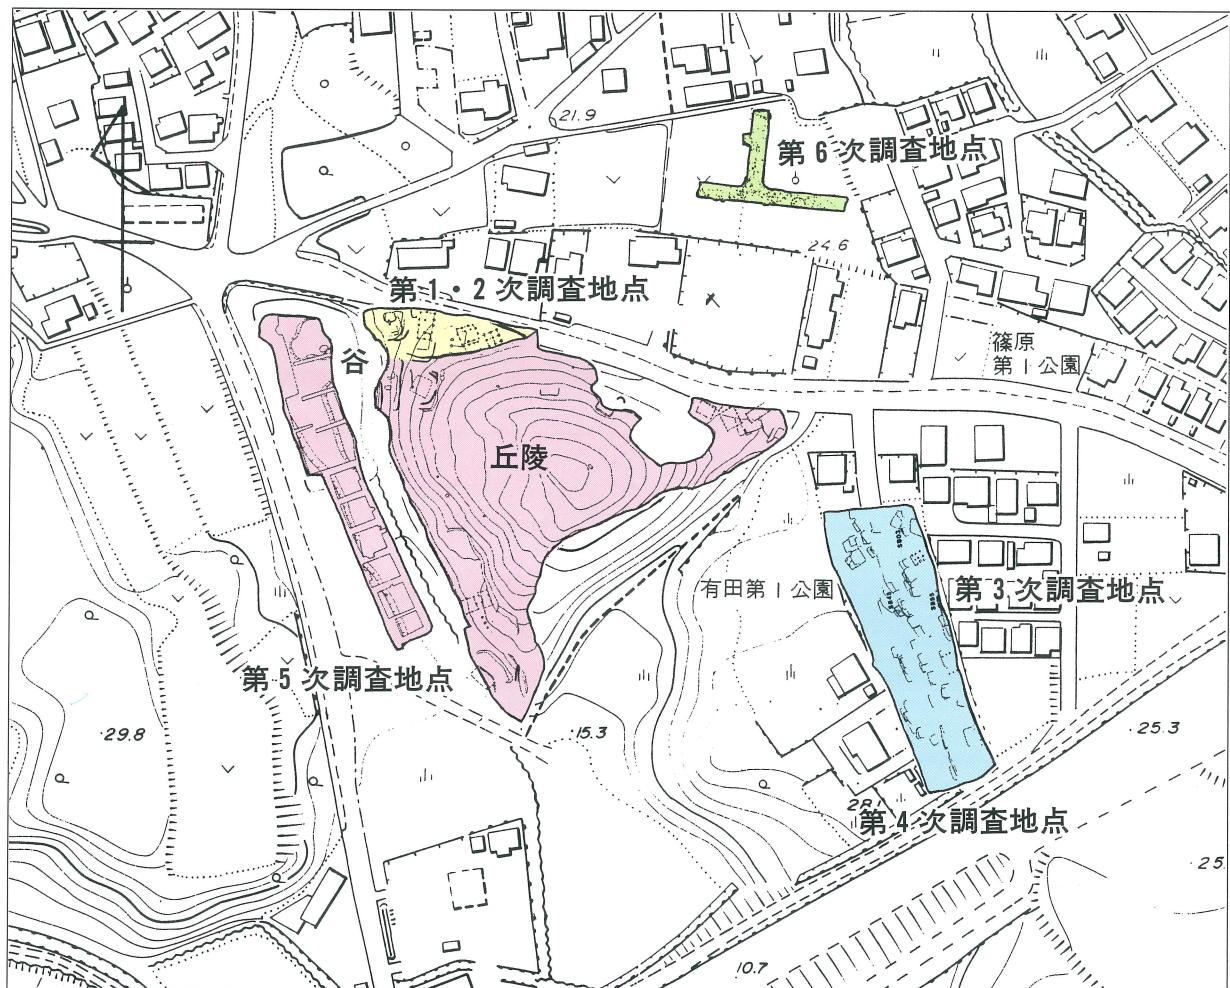 21.9
第6次調査地点
24.6
第1・2次調査地点
谷
篠原
第1公園
丘陵
有田第1公園
第3次調査地点
第5次調査地点
29.8
15.3
25.3
28.
第4次調査地点
25.
10.7